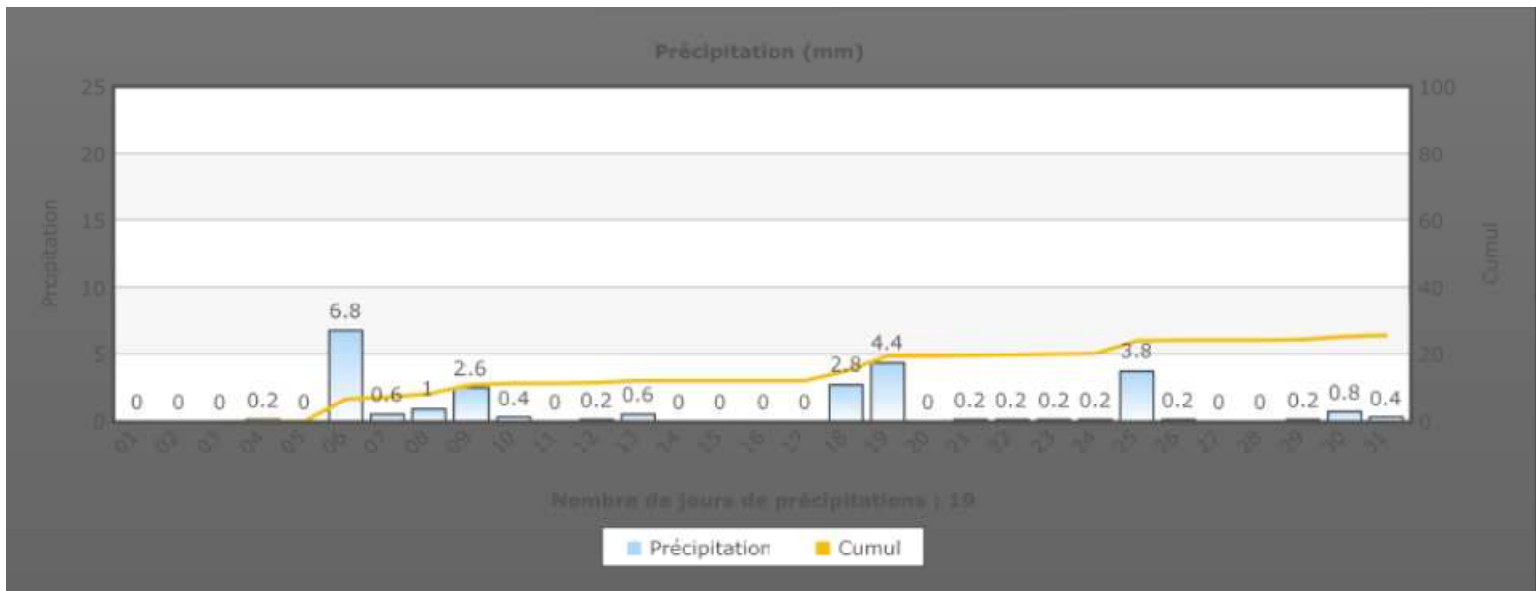 Précipitation (mm)
25 100
20 80
15 60
10 40
5 20
0 0
Propitation
Cumul
0 0 0 0.2 0 6.8 0.6 1 2.6 0.4 0 0.2 0.6 0 0 0 0 2.8 4.4 0 0.2 0.2 0.2 0.2 3.8 0.2 0 0 0.2 0.8 0.4
01 02 03 04 05 06 07 08 09 10 11 12 13 14 15 16 17 18 19 20 21 22 23 24 25 26 27 28 29 30 31
Nombre de jours de précipitations : 19
Précipitation Cumul